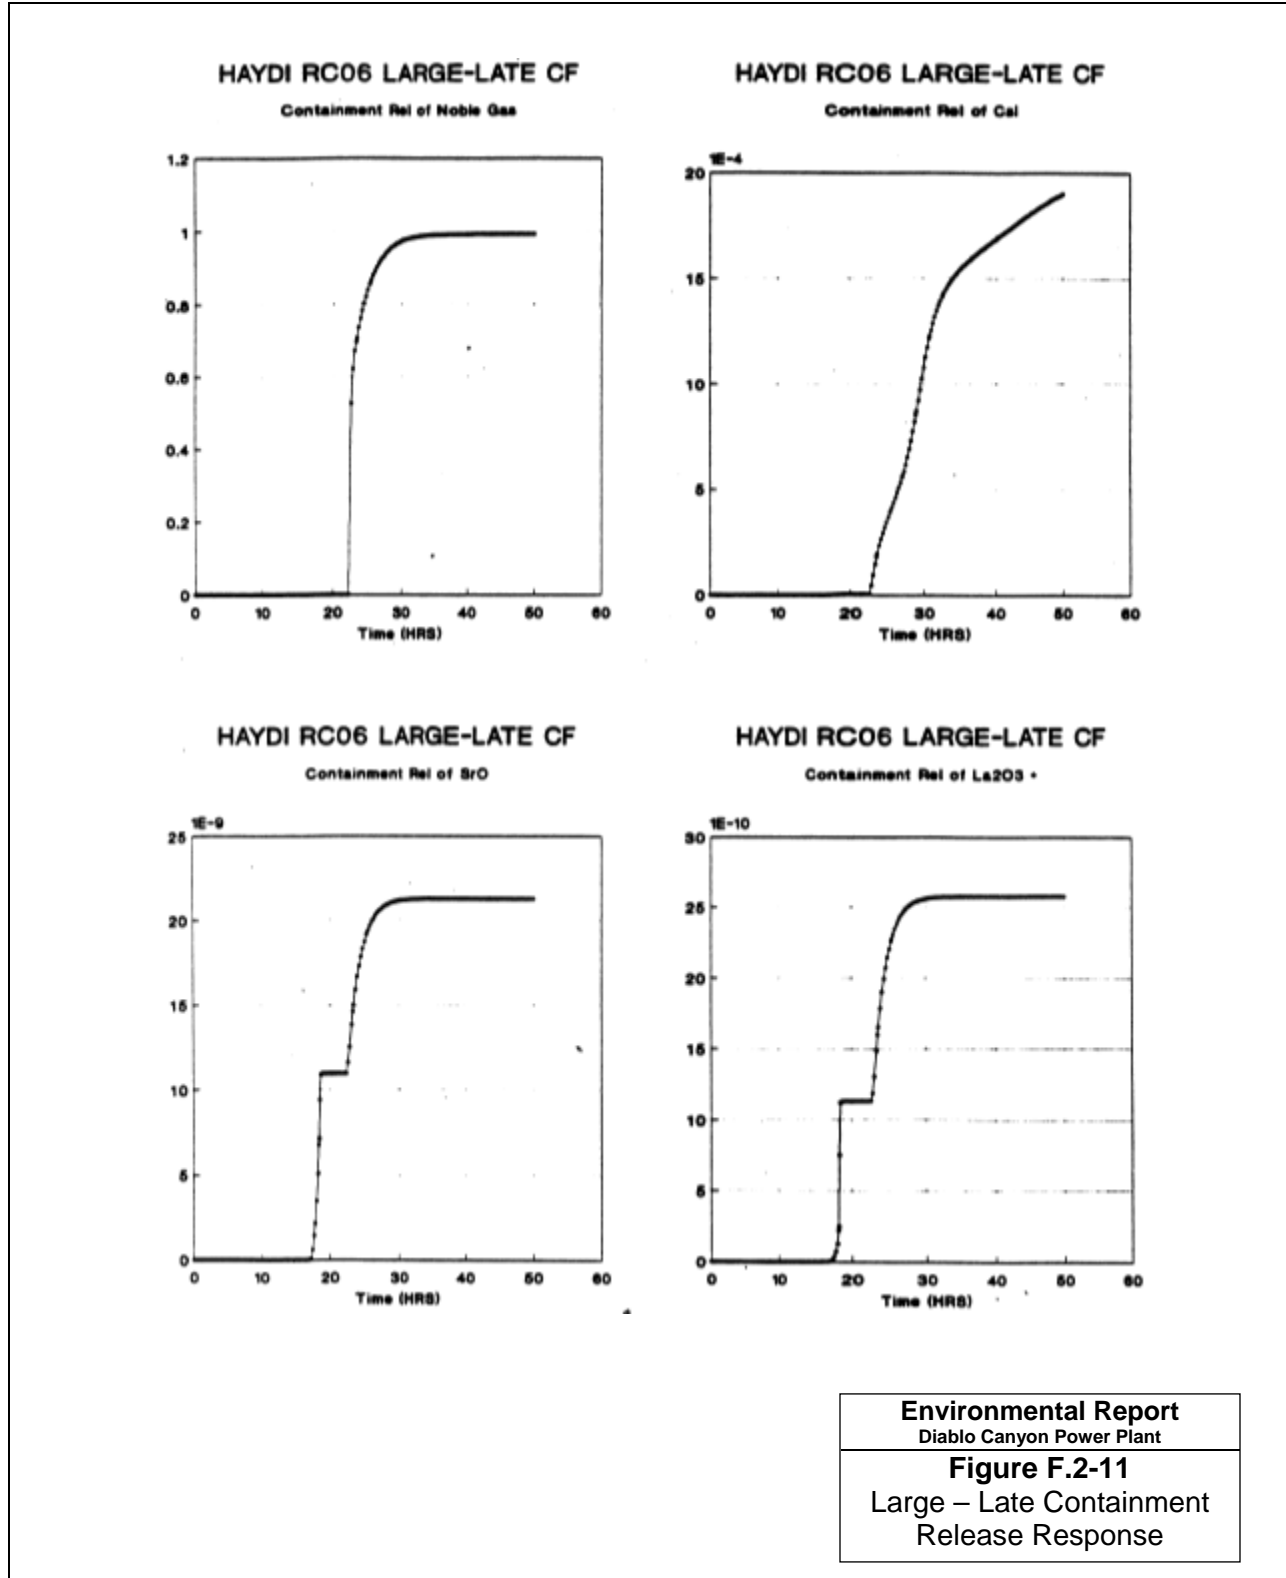 HAYDI RC06 LARGE-LATE CF
Containment Rel of Noble Gas
1.2
1
0.8
0.6
0.4
0.2
0
0 10 20 30 40 50 60
Time (HRS)
HAYDI RC06 LARGE-LATE CF
Containment Rel of CsI
1E-4
20
15
10
5
0
0 10 20 30 40 50 60
Time (HRS)
HAYDI RC06 LARGE-LATE CF
Containment Rel of SrO
1E-9
25
20
15
10
5
0
0 10 20 30 40 50 60
Time (HRS)
HAYDI RC06 LARGE-LATE CF
Containment Rel of La2O3
1E-10
30
25
20
15
10
5
0
0 10 20 30 40 50 60
Time (HRS)
Environmental Report
Diablo Canyon Power Plant
Figure F.2-11
Large – Late Containment
Release Response